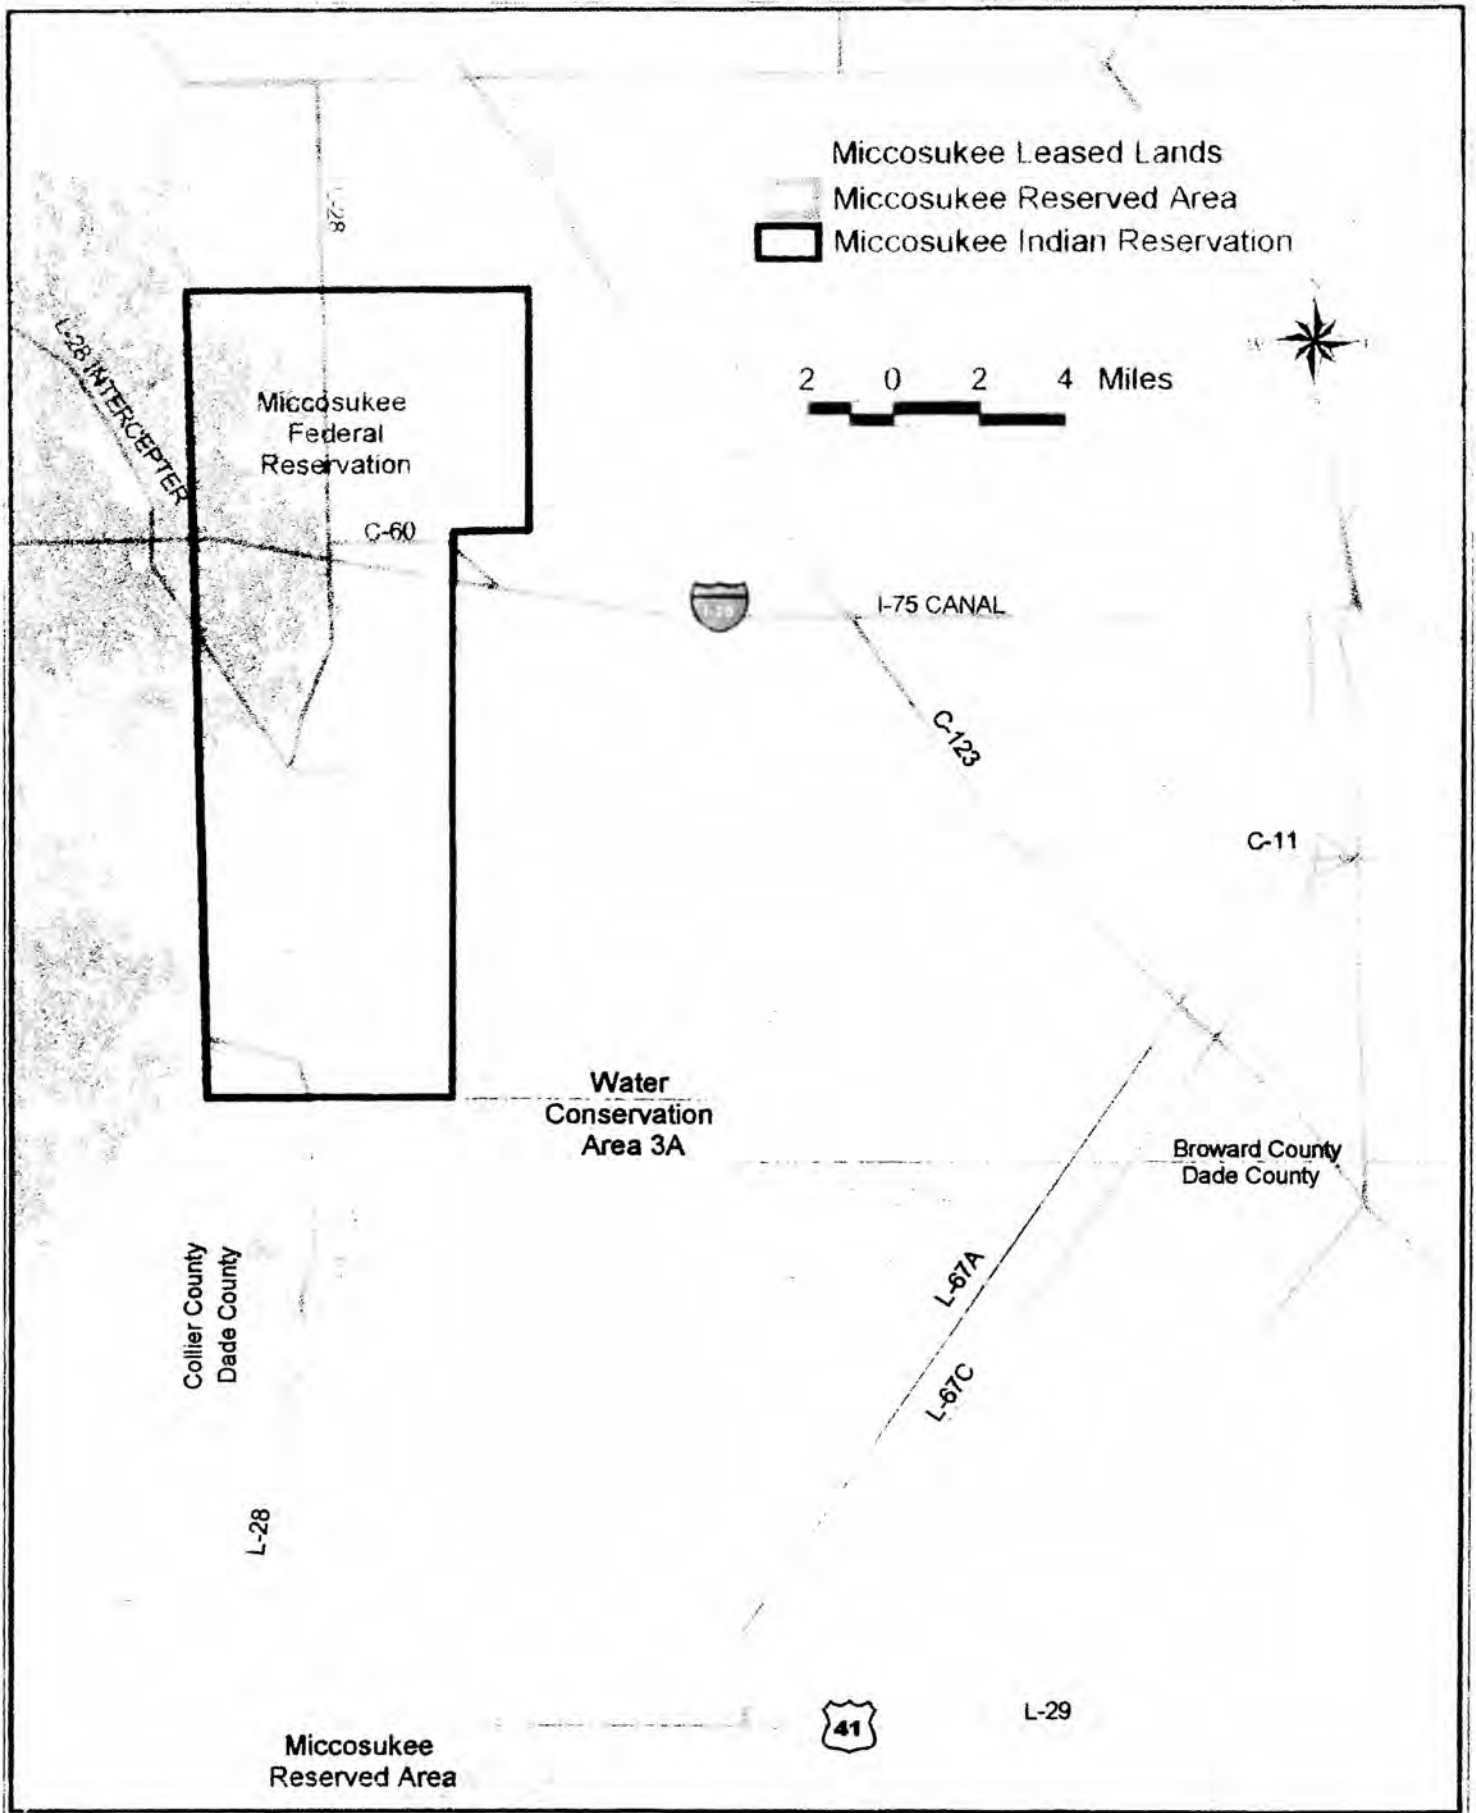 Miccosukee Leased Lands
Miccosukee Reserved Area
Miccosukee Indian Reservation
L-28
L-28 INTERCEPTER
2 0 2 4 Miles
Miccosukee
Federal
Reservation
C-60
I-75
I-75 CANAL
C-123
C-11
Water
Conservation
Area 3A
Broward County
Dade County
Collier County
Dade County
L-67A
L-67C
L-28
41
L-29
Miccosukee
Reserved Area